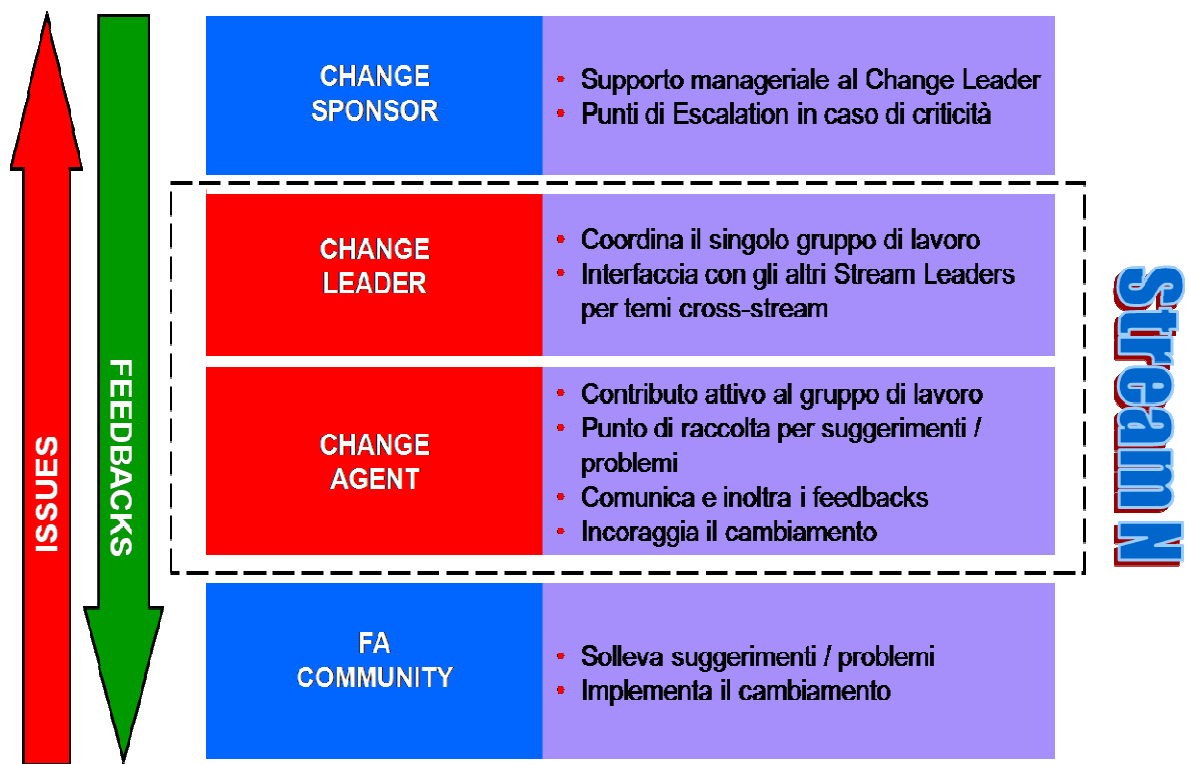 CHANGE
SPONSOR
• Supporto manageriale al Change Leader
• Punti di Escalation in caso di criticità
CHANGE
LEADER
• Coordina il singolo gruppo di lavoro
• Interfaccia con gli altri Stream Leaders
per temi cross-stream
CHANGE
AGENT
• Contributo attivo al gruppo di lavoro
• Punto di raccolta per suggerimenti /
problemi
• Comunica e inoltra i feedbacks
• Incoraggia il cambiamento
FA
COMMUNITY
• Solleva suggerimenti / problemi
• Implementa il cambiamento
ISSUES
FEEDBACKS
Stream N